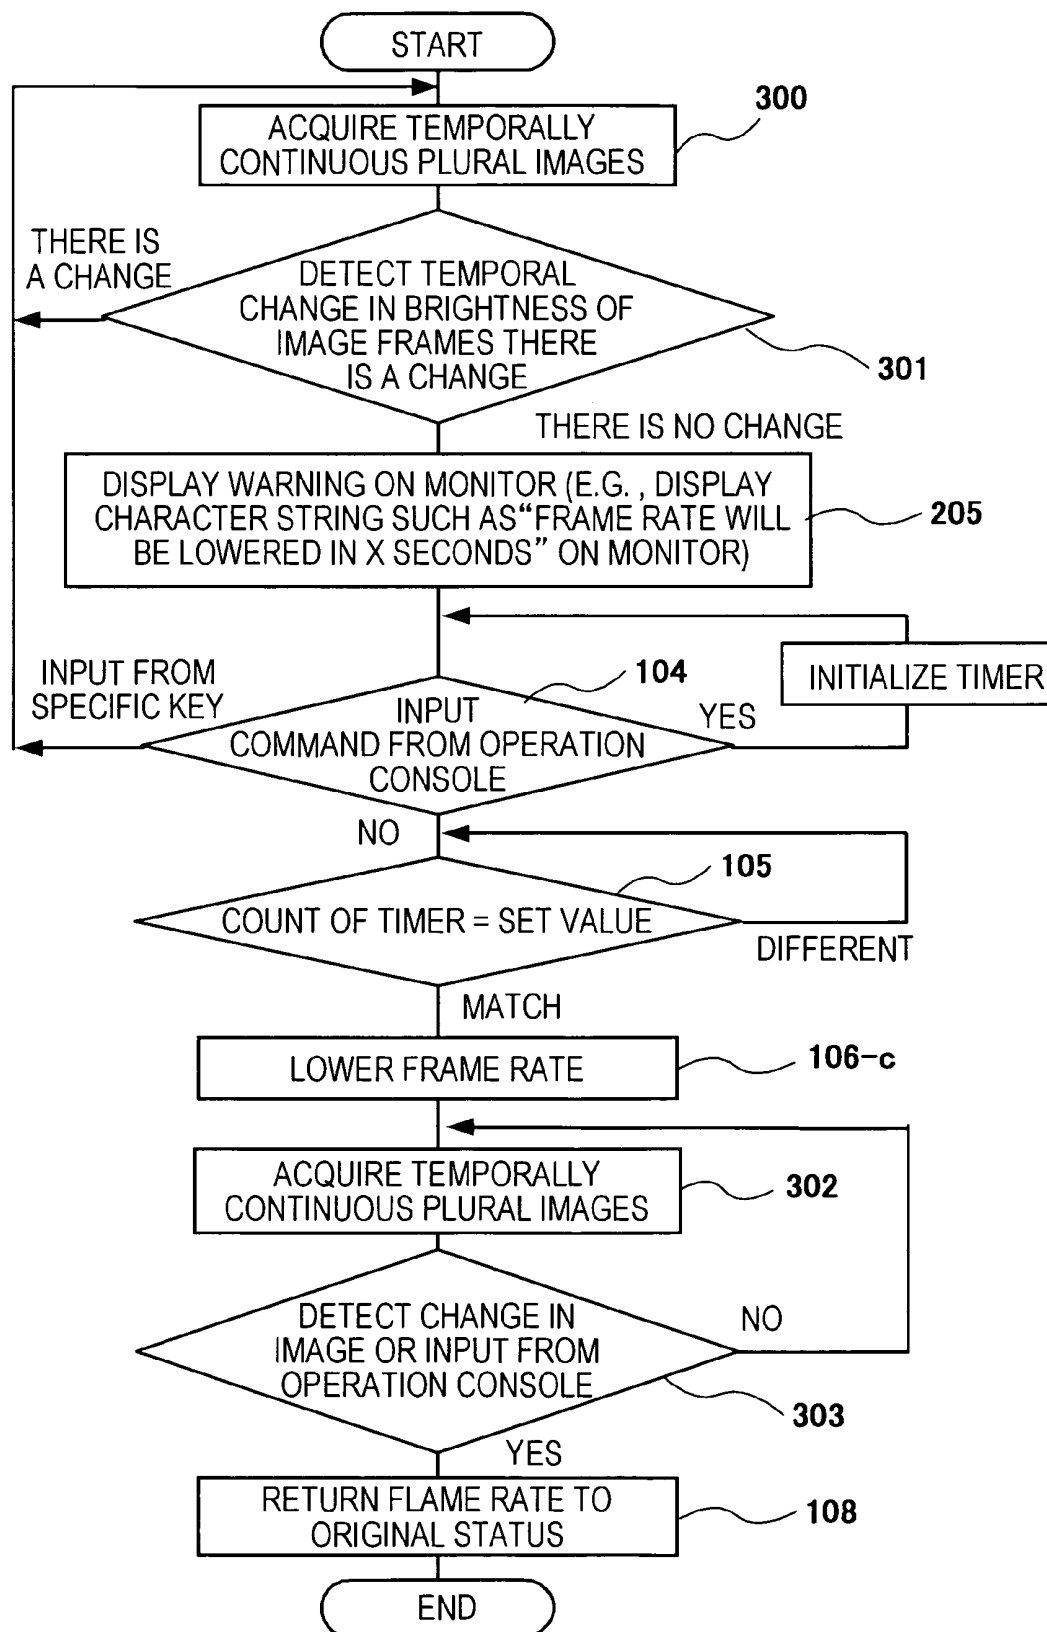 START
ACQUIRE TEMPORALLY
CONTINUOUS PLURAL IMAGES
300
THERE IS
A CHANGE
DETECT TEMPORAL
CHANGE IN BRIGHTNESS OF
IMAGE FRAMES THERE
IS A CHANGE
301
THERE IS NO CHANGE
DISPLAY WARNING ON MONITOR (E.G. , DISPLAY
CHARACTER STRING SUCH AS“FRAME RATE WILL
BE LOWERED IN X SECONDS” ON MONITOR)
205
INPUT FROM
SPECIFIC KEY
104
INPUT
COMMAND FROM OPERATION
CONSOLE
YES
INITIALIZE TIMER
NO
105
COUNT OF TIMER = SET VALUE
DIFFERENT
MATCH
LOWER FRAME RATE
106-c
ACQUIRE TEMPORALLY
CONTINUOUS PLURAL IMAGES
302
DETECT CHANGE IN
IMAGE OR INPUT FROM
OPERATION CONSOLE
NO
303
YES
RETURN FLAME RATE TO
ORIGINAL STATUS
108
END